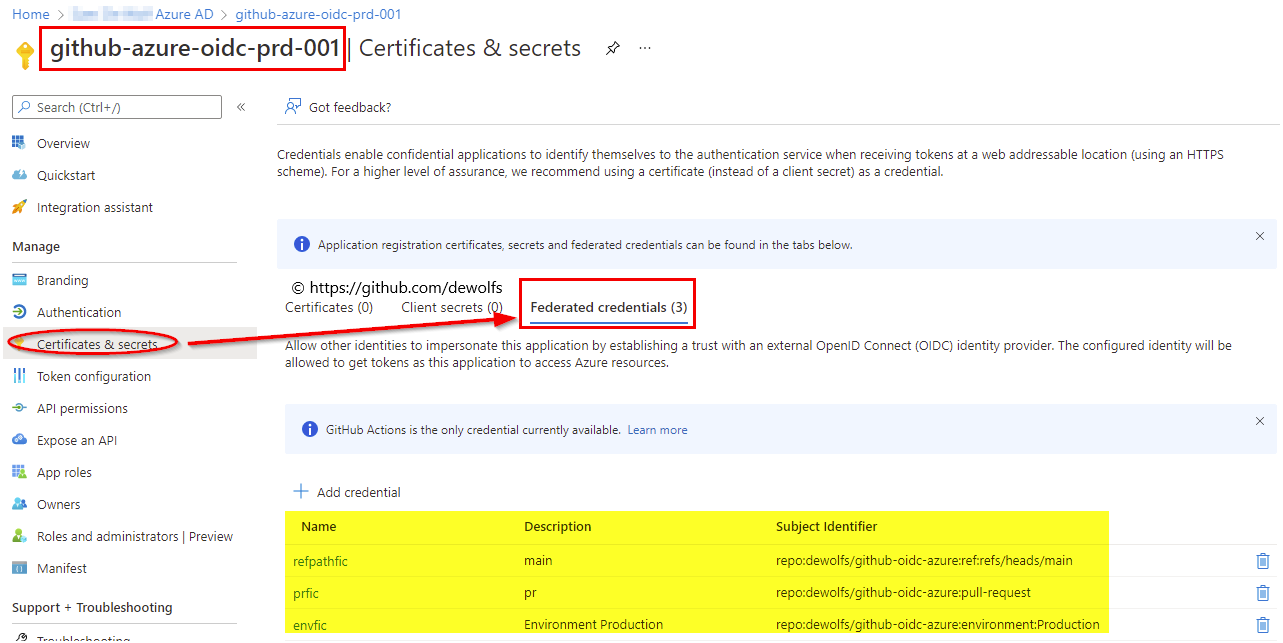 Home > Azure AD > github-azure-oidc-prd-001
github-azure-oidc-prd-001 | Certificates & secrets ...
Search (Ctrl+/) «
Got feedback?
Overview
Quickstart
Integration assistant
Manage
Branding
Authentication
Certificates & secrets
Token configuration
API permissions
Expose an API
App roles
Owners
Roles and administrators | Preview
Manifest
Support + Troubleshooting
Troubleshooting
Credentials enable confidential applications to identify themselves to the authentication service when receiving tokens at a web addressable location (using an HTTPS
scheme). For a higher level of assurance, we recommend using a certificate (instead of a client secret) as a credential.
Application registration certificates, secrets and federated credentials can be found in the tabs below.
© https://github.com/dewolfs
Certificates (0) Client secrets (0) Federated credentials (3)
Allow other identities to impersonate this application by establishing a trust with an external OpenID Connect (OIDC) identity provider. The configured identity will be
allowed to get tokens as this application to access Azure resources.
GitHub Actions is the only credential currently available. Learn more
Add credential
Name Description Subject Identifier
refpathfic main repo:dewolfs/github-oidc-azure:ref:refs/heads/main
prfic pr repo:dewolfs/github-oidc-azure:pull-request
envfic Environment Production repo:dewolfs/github-oidc-azure:environment:Production